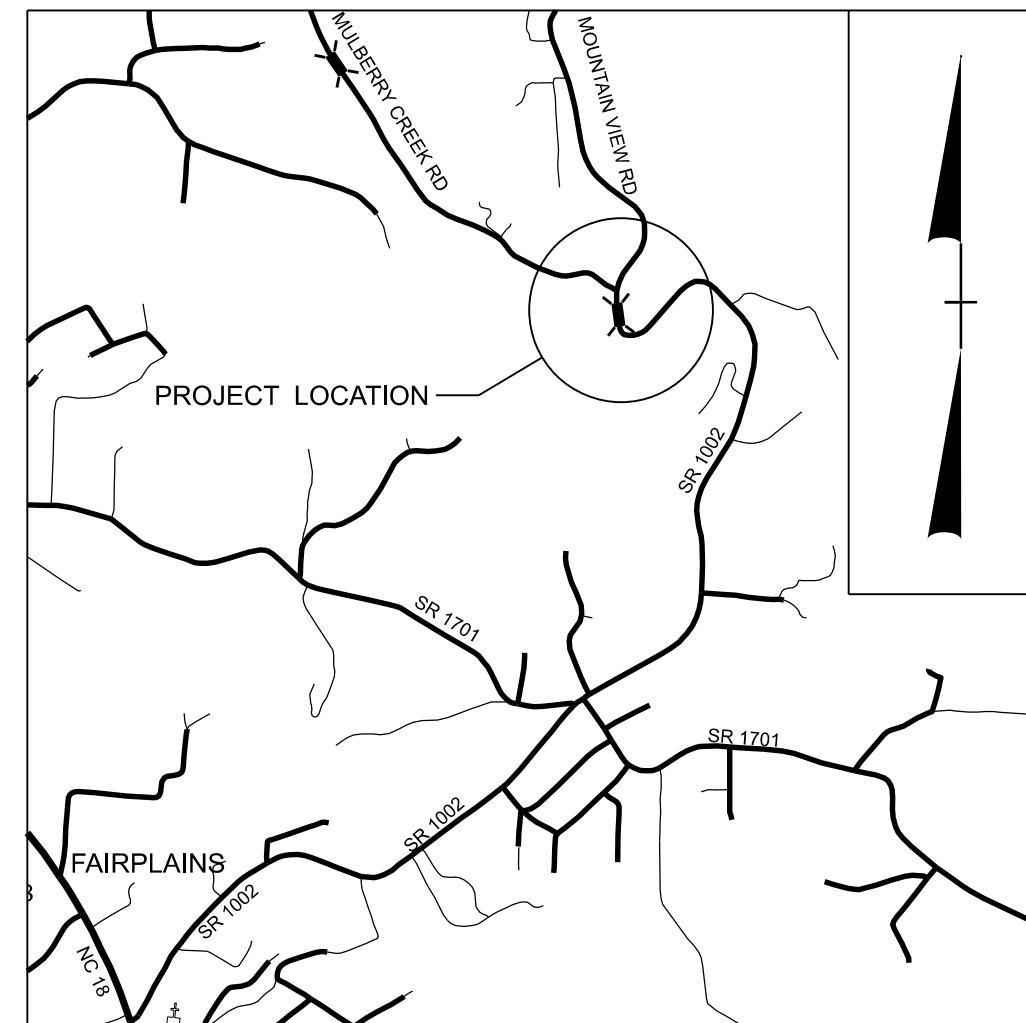 MULBERRY CREEK RD
MOUNTAIN VIEW RD
PROJECT LOCATION
SR 1002
SR 1701
SR 1701
SR 1002
FAIRPLAINS
SR 1002
NC 18